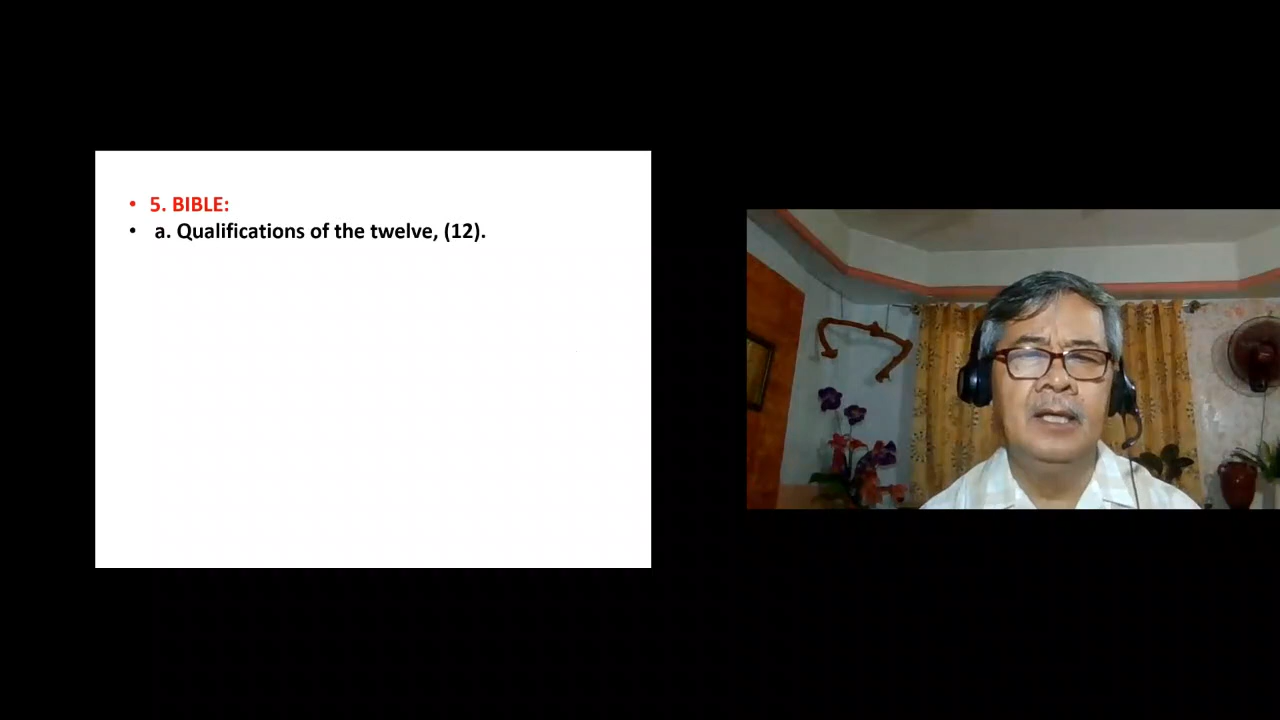 • 5. BIBLE:
• a. Qualifications of the twelve, (12).